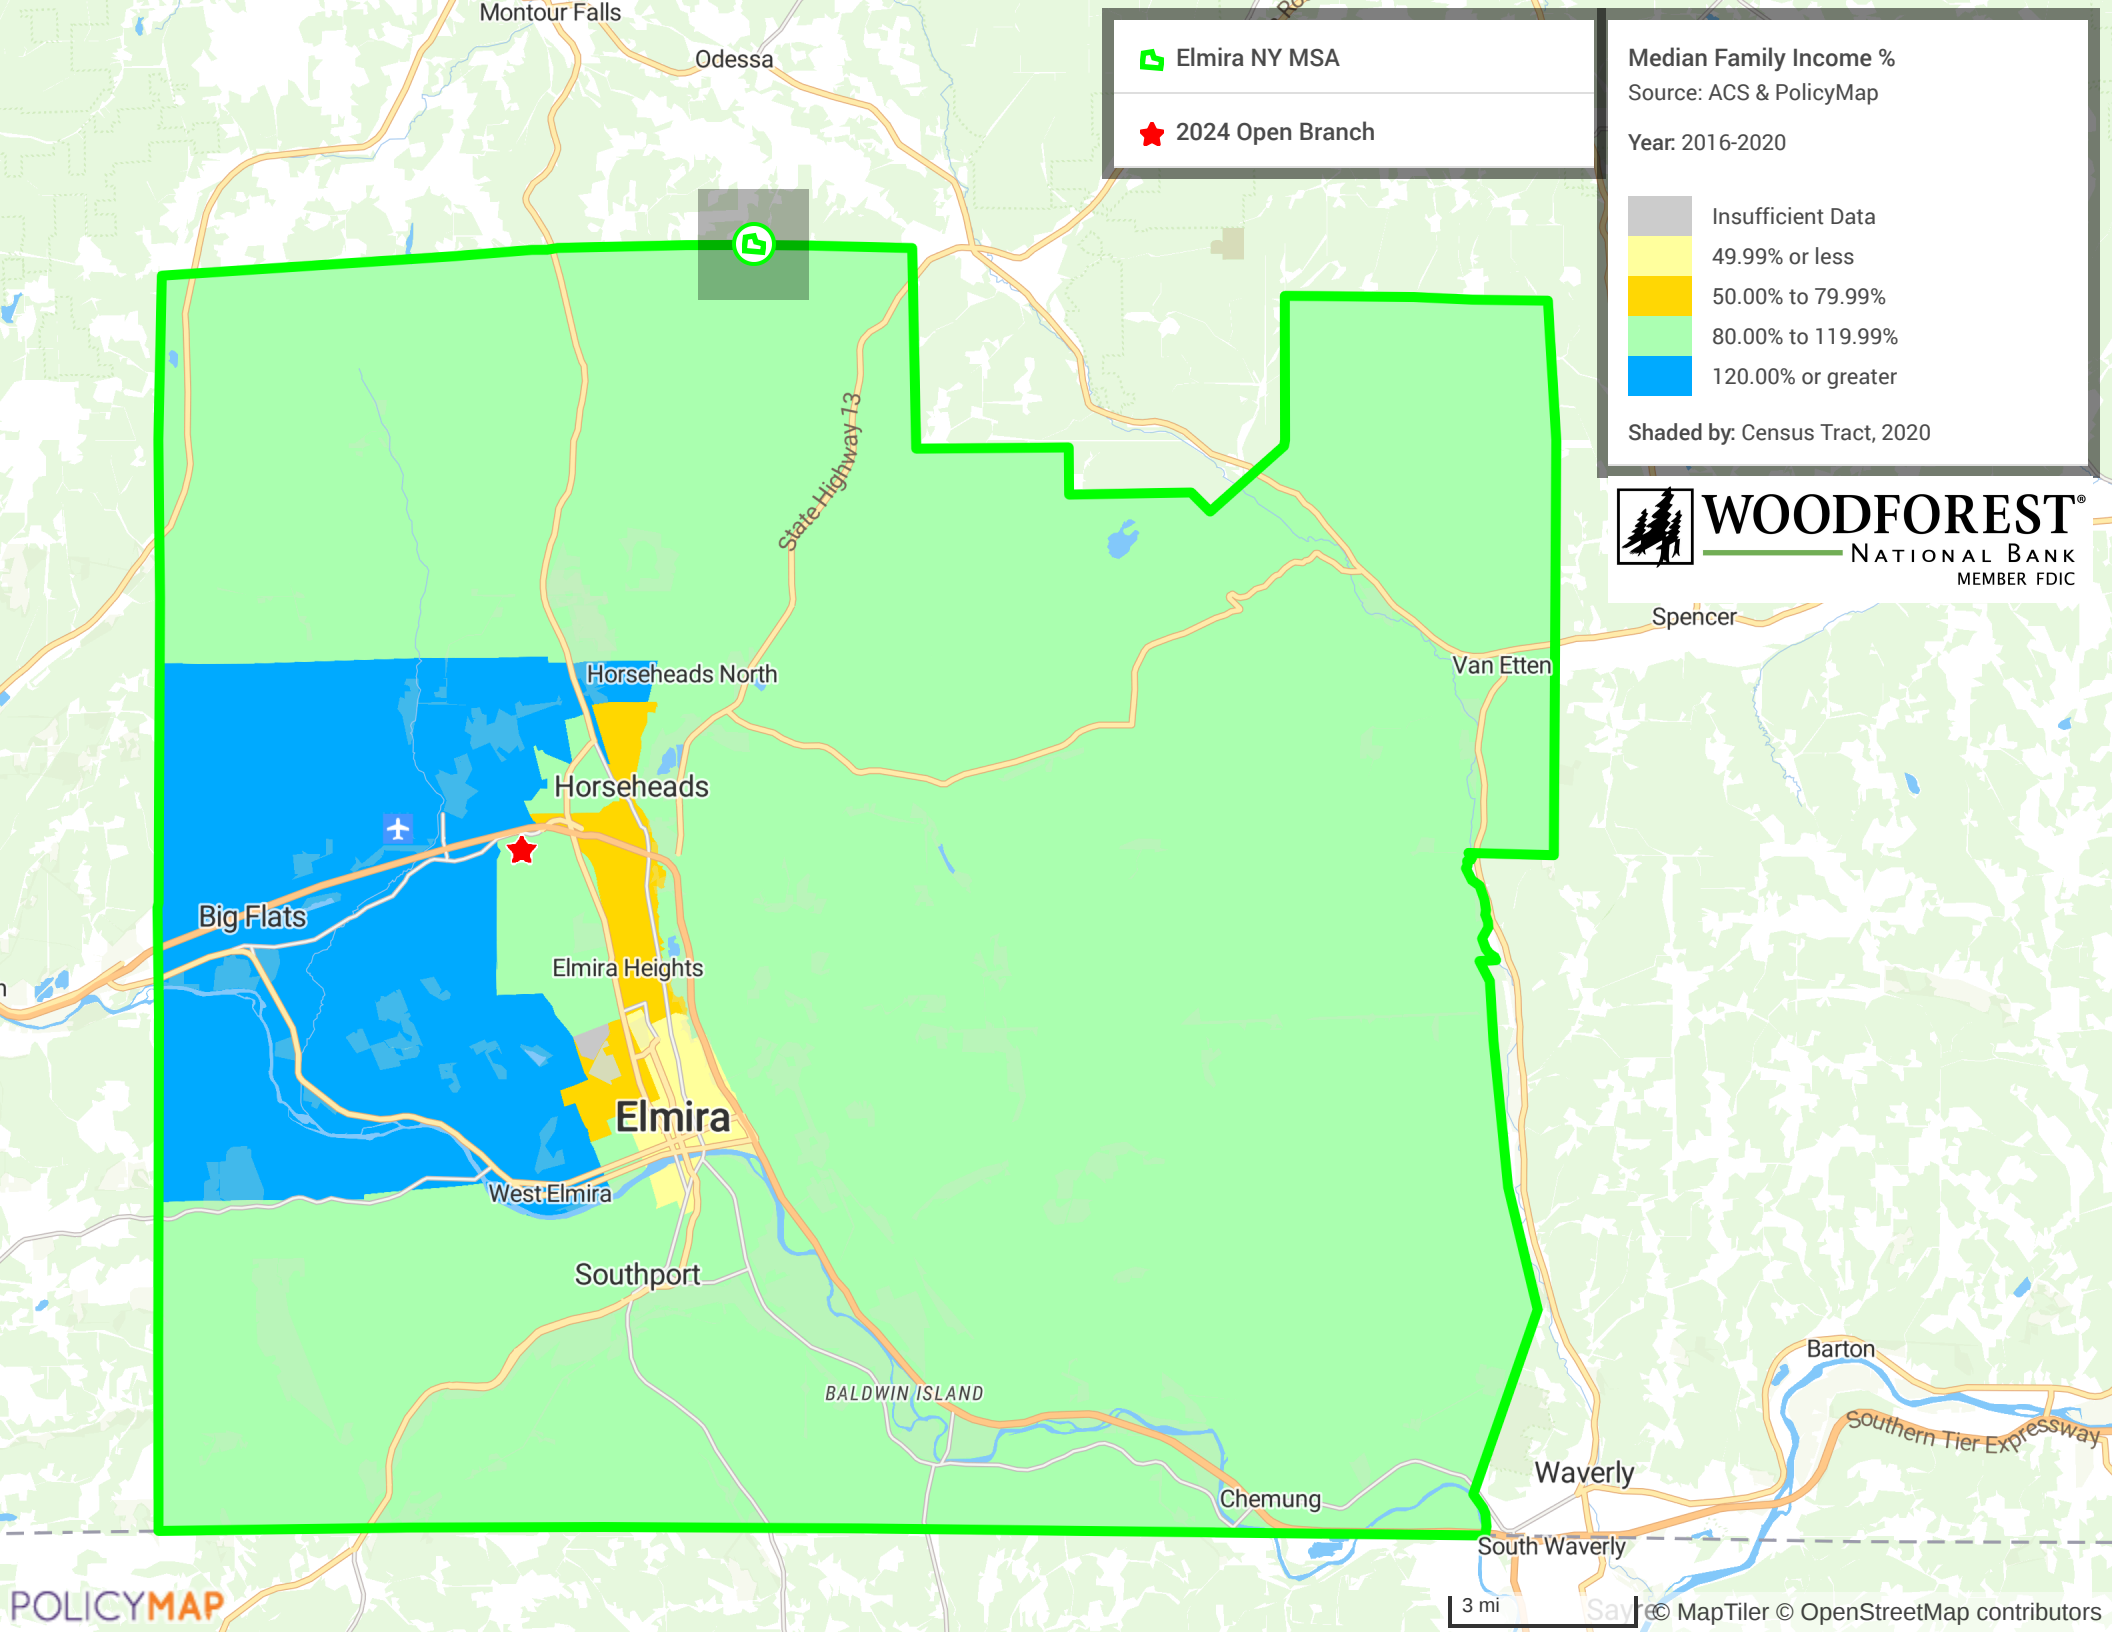 Montour Falls
Odessa
Elmira NY MSA
2024 Open Branch
Median Family Income %
Source: ACS & PolicyMap
Year: 2016-2020
Insufficient Data
49.99% or less
50.00% to 79.99%
80.00% to 119.99%
120.00% or greater
Shaded by: Census Tract, 2020
WOODFOREST®
NATIONAL BANK
MEMBER FDIC
State Highway 13
Spencer
Van Etten
Horseheads North
Horseheads
Big Flats
Elmira Heights
Elmira
West Elmira
Southport
BALDWIN ISLAND
Barton
Southern Tier Expressway
Waverly
Chemung
South Waverly
POLICYMAP
3 mi
Sayre
© MapTiler © OpenStreetMap contributors